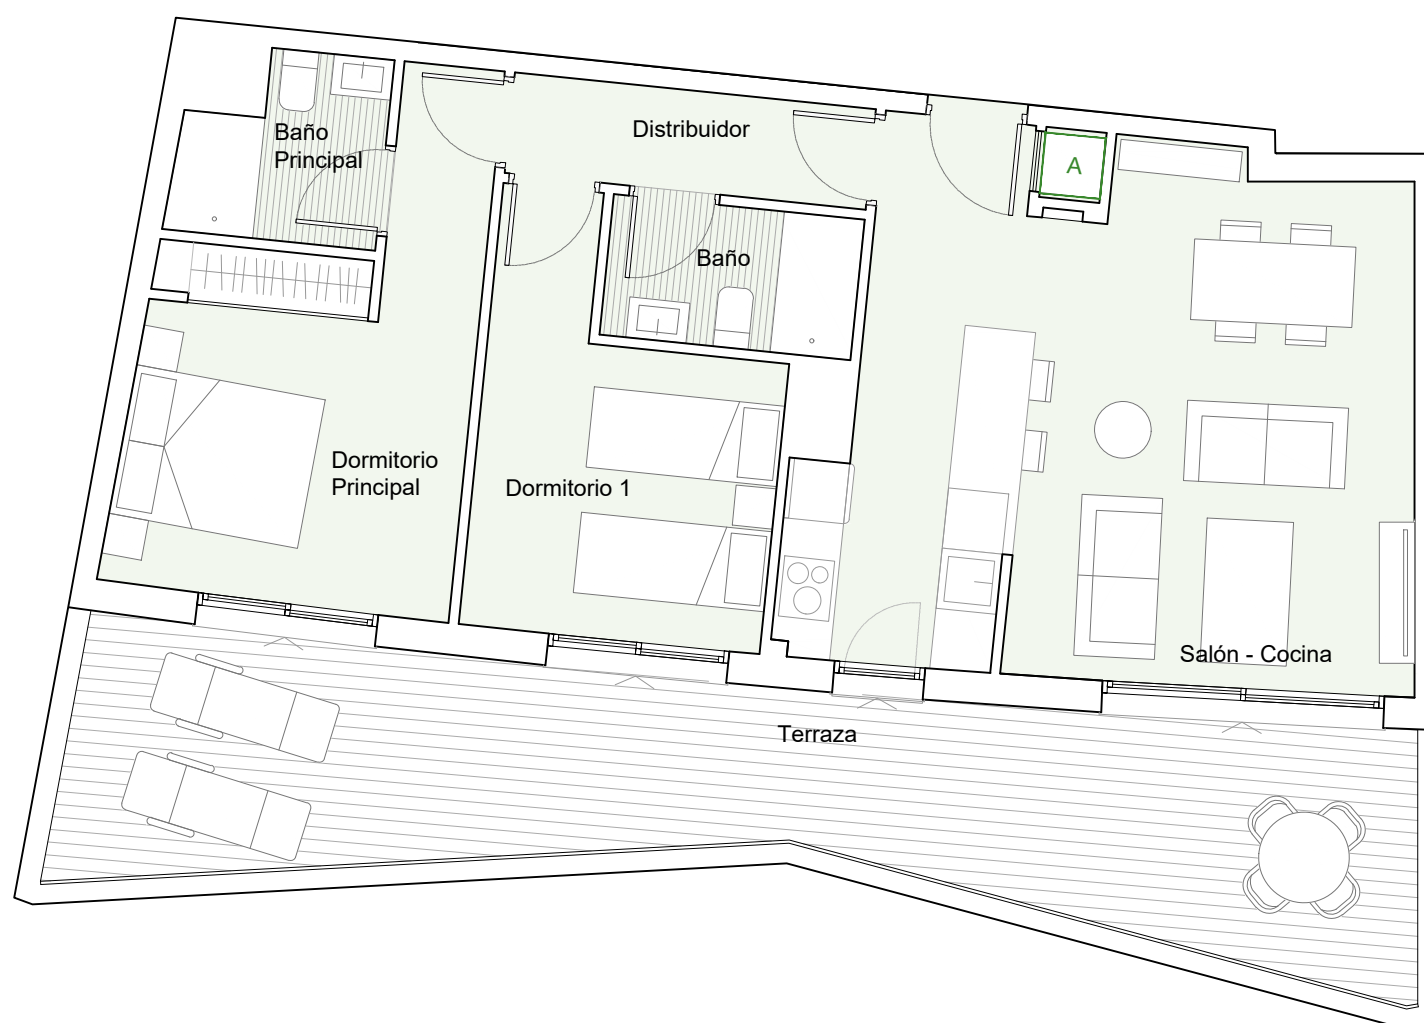 Baño
Principal
Distribuidor
A
Baño
Dormitorio
Principal
Dormitorio 1
Salón - Cocina
Terraza